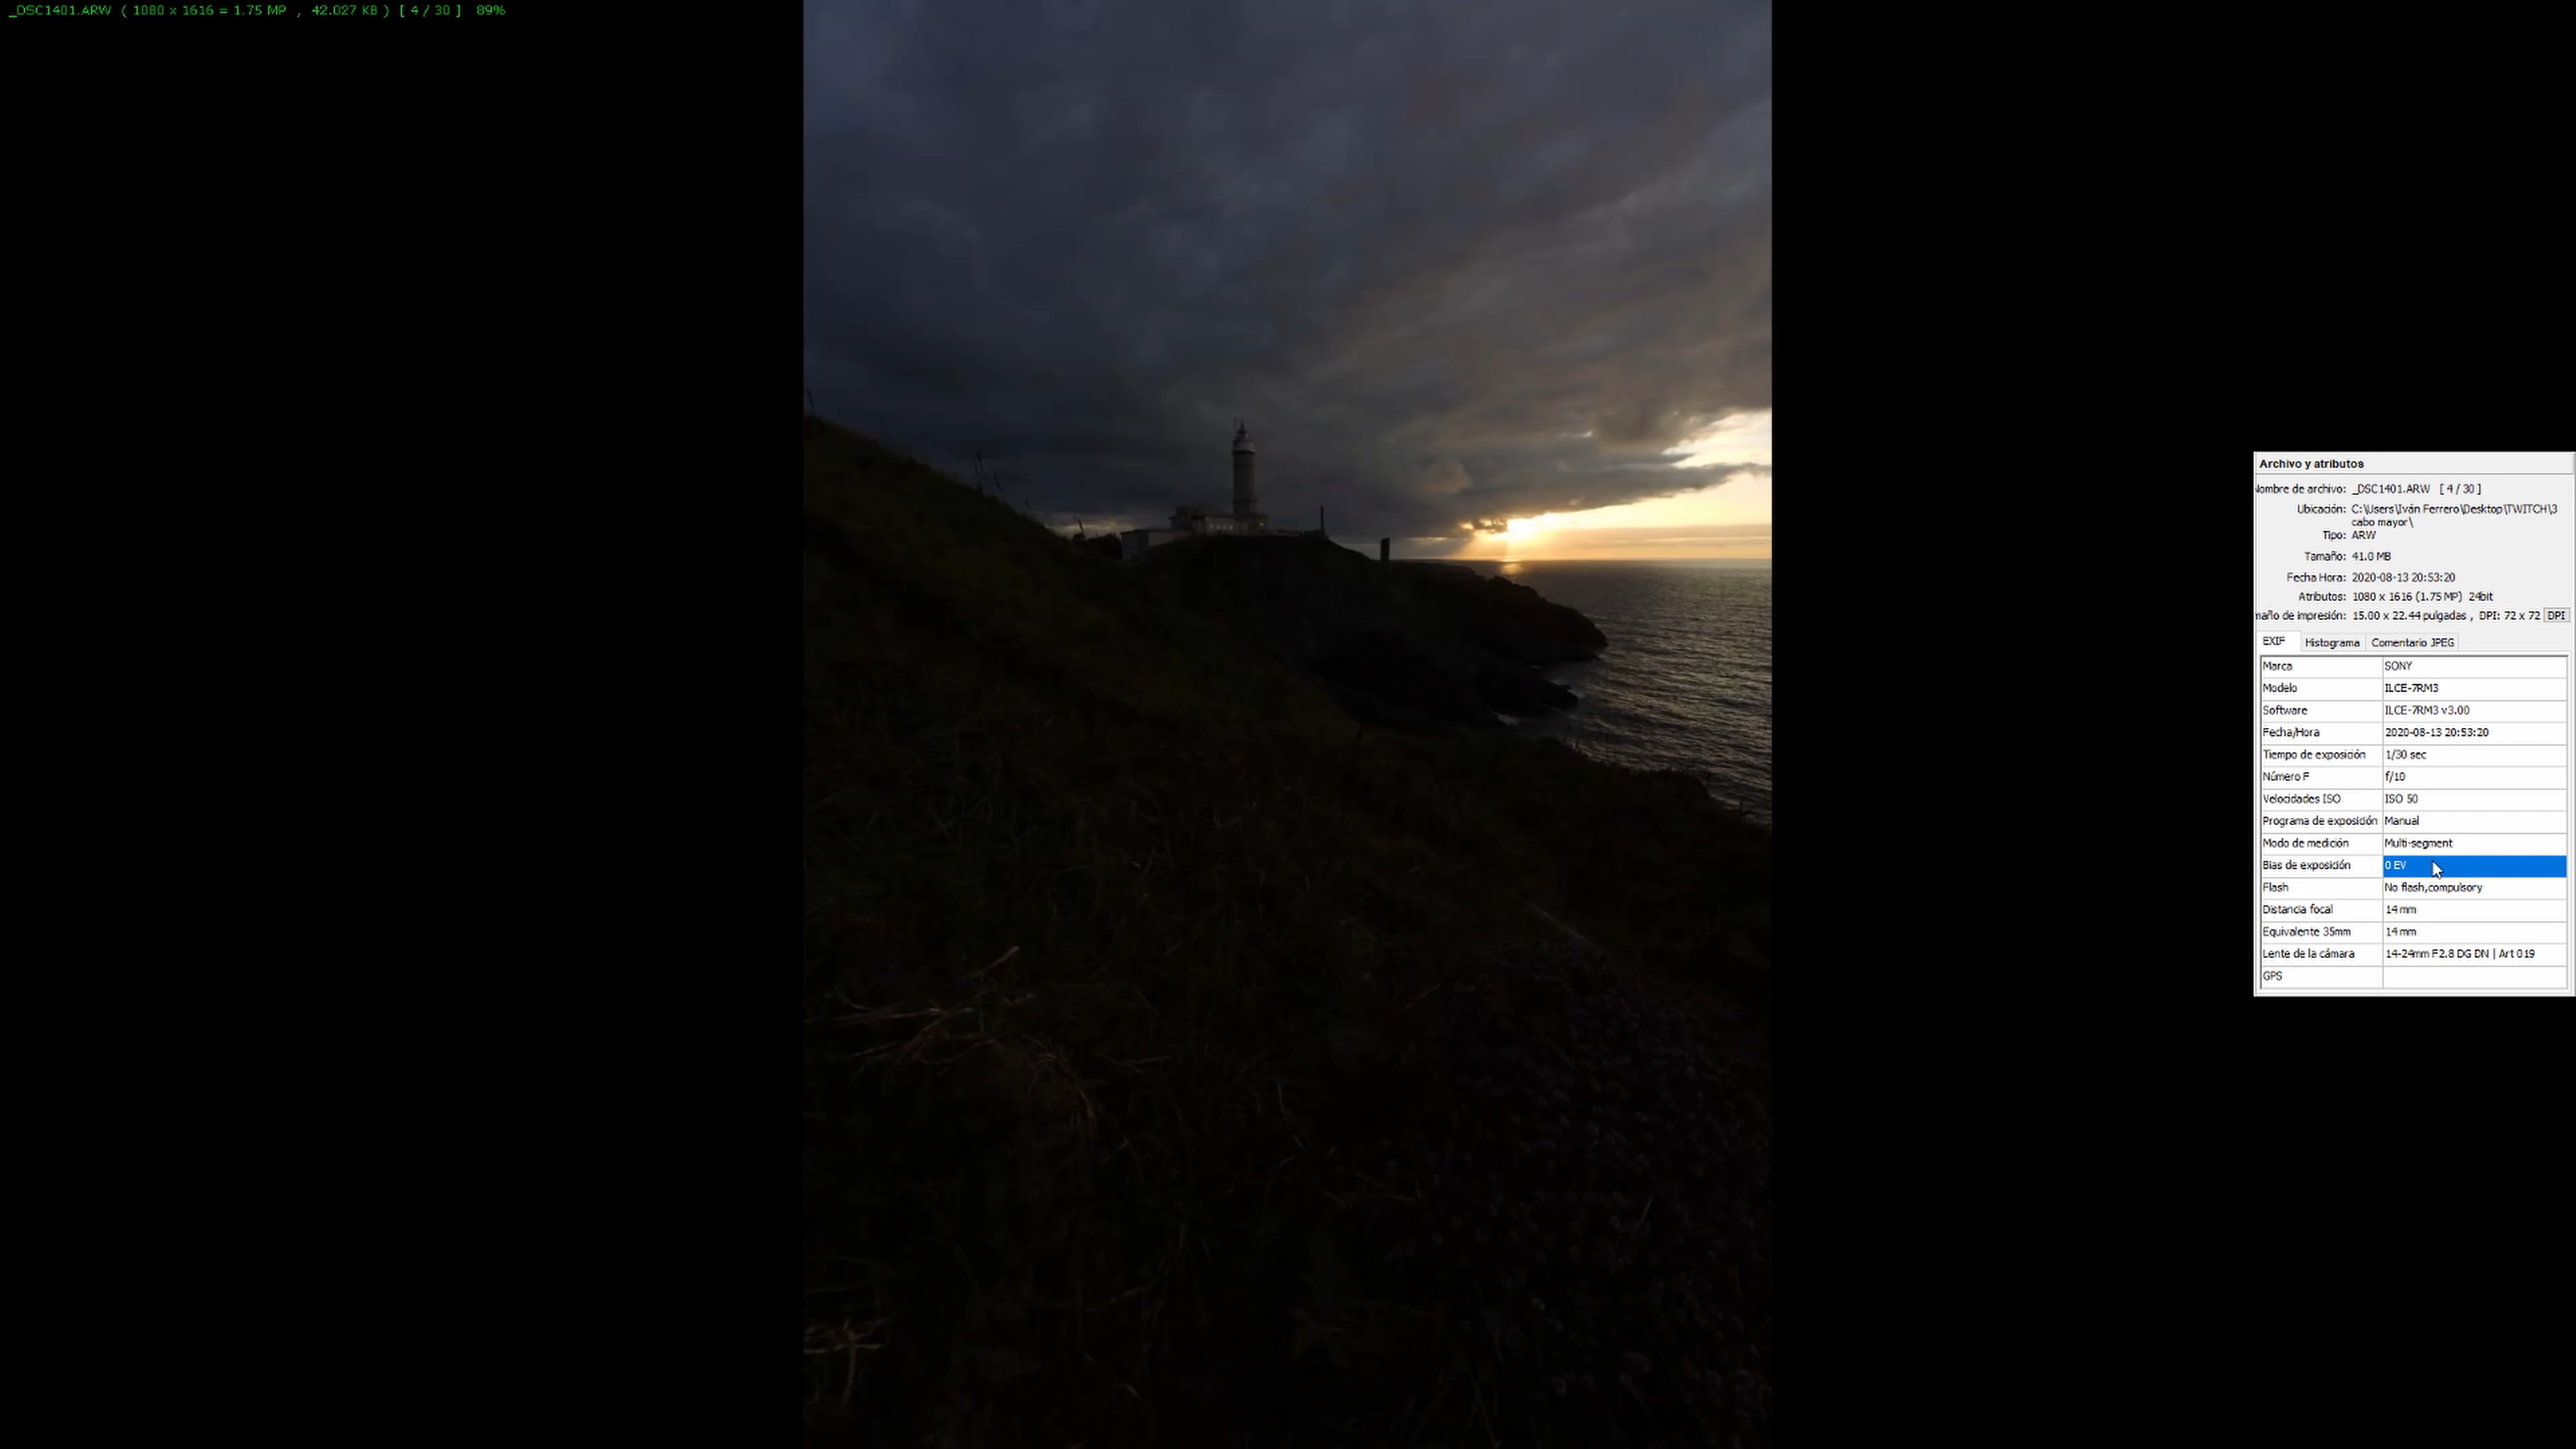 _DSC1401.ARW ( 1080 x 1616 = 1.75 MP , 42.027 KB ) [ 4 / 30 ] 89%
Archivo y atributos
Nombre de archivo: _DSC1401.ARW [ 4 / 30 ]
Ubicación: C:\Users\Iván Ferrero\Desktop\TWITCH\3
cabo mayor\
Tipo: ARW
Tamaño: 41.0 MB
Fecha Hora: 2020-08-13 20:53:20
Atributos: 1080 x 1616 (1.75 MP) 24bit
maño de impresión: 15.00 x 22.44 pulgadas , DPI: 72 x 72 DPI
EXIF Histograma Comentario JPEG
Marca SONY
Modelo ILCE-7RM3
Software ILCE-7RM3 v3.00
Fecha/Hora 2020-08-13 20:53:20
Tiempo de exposición 1/30 sec
Número F f/10
Velocidades ISO ISO 50
Programa de exposición Manual
Modo de medición Multi-segment
Bias de exposición 0 EV
Flash No flash,compulsory
Distancia focal 14 mm
Equivalente 35mm 14 mm
Lente de la cámara 14-24mm F2.8 DG DN | Art 019
GPS